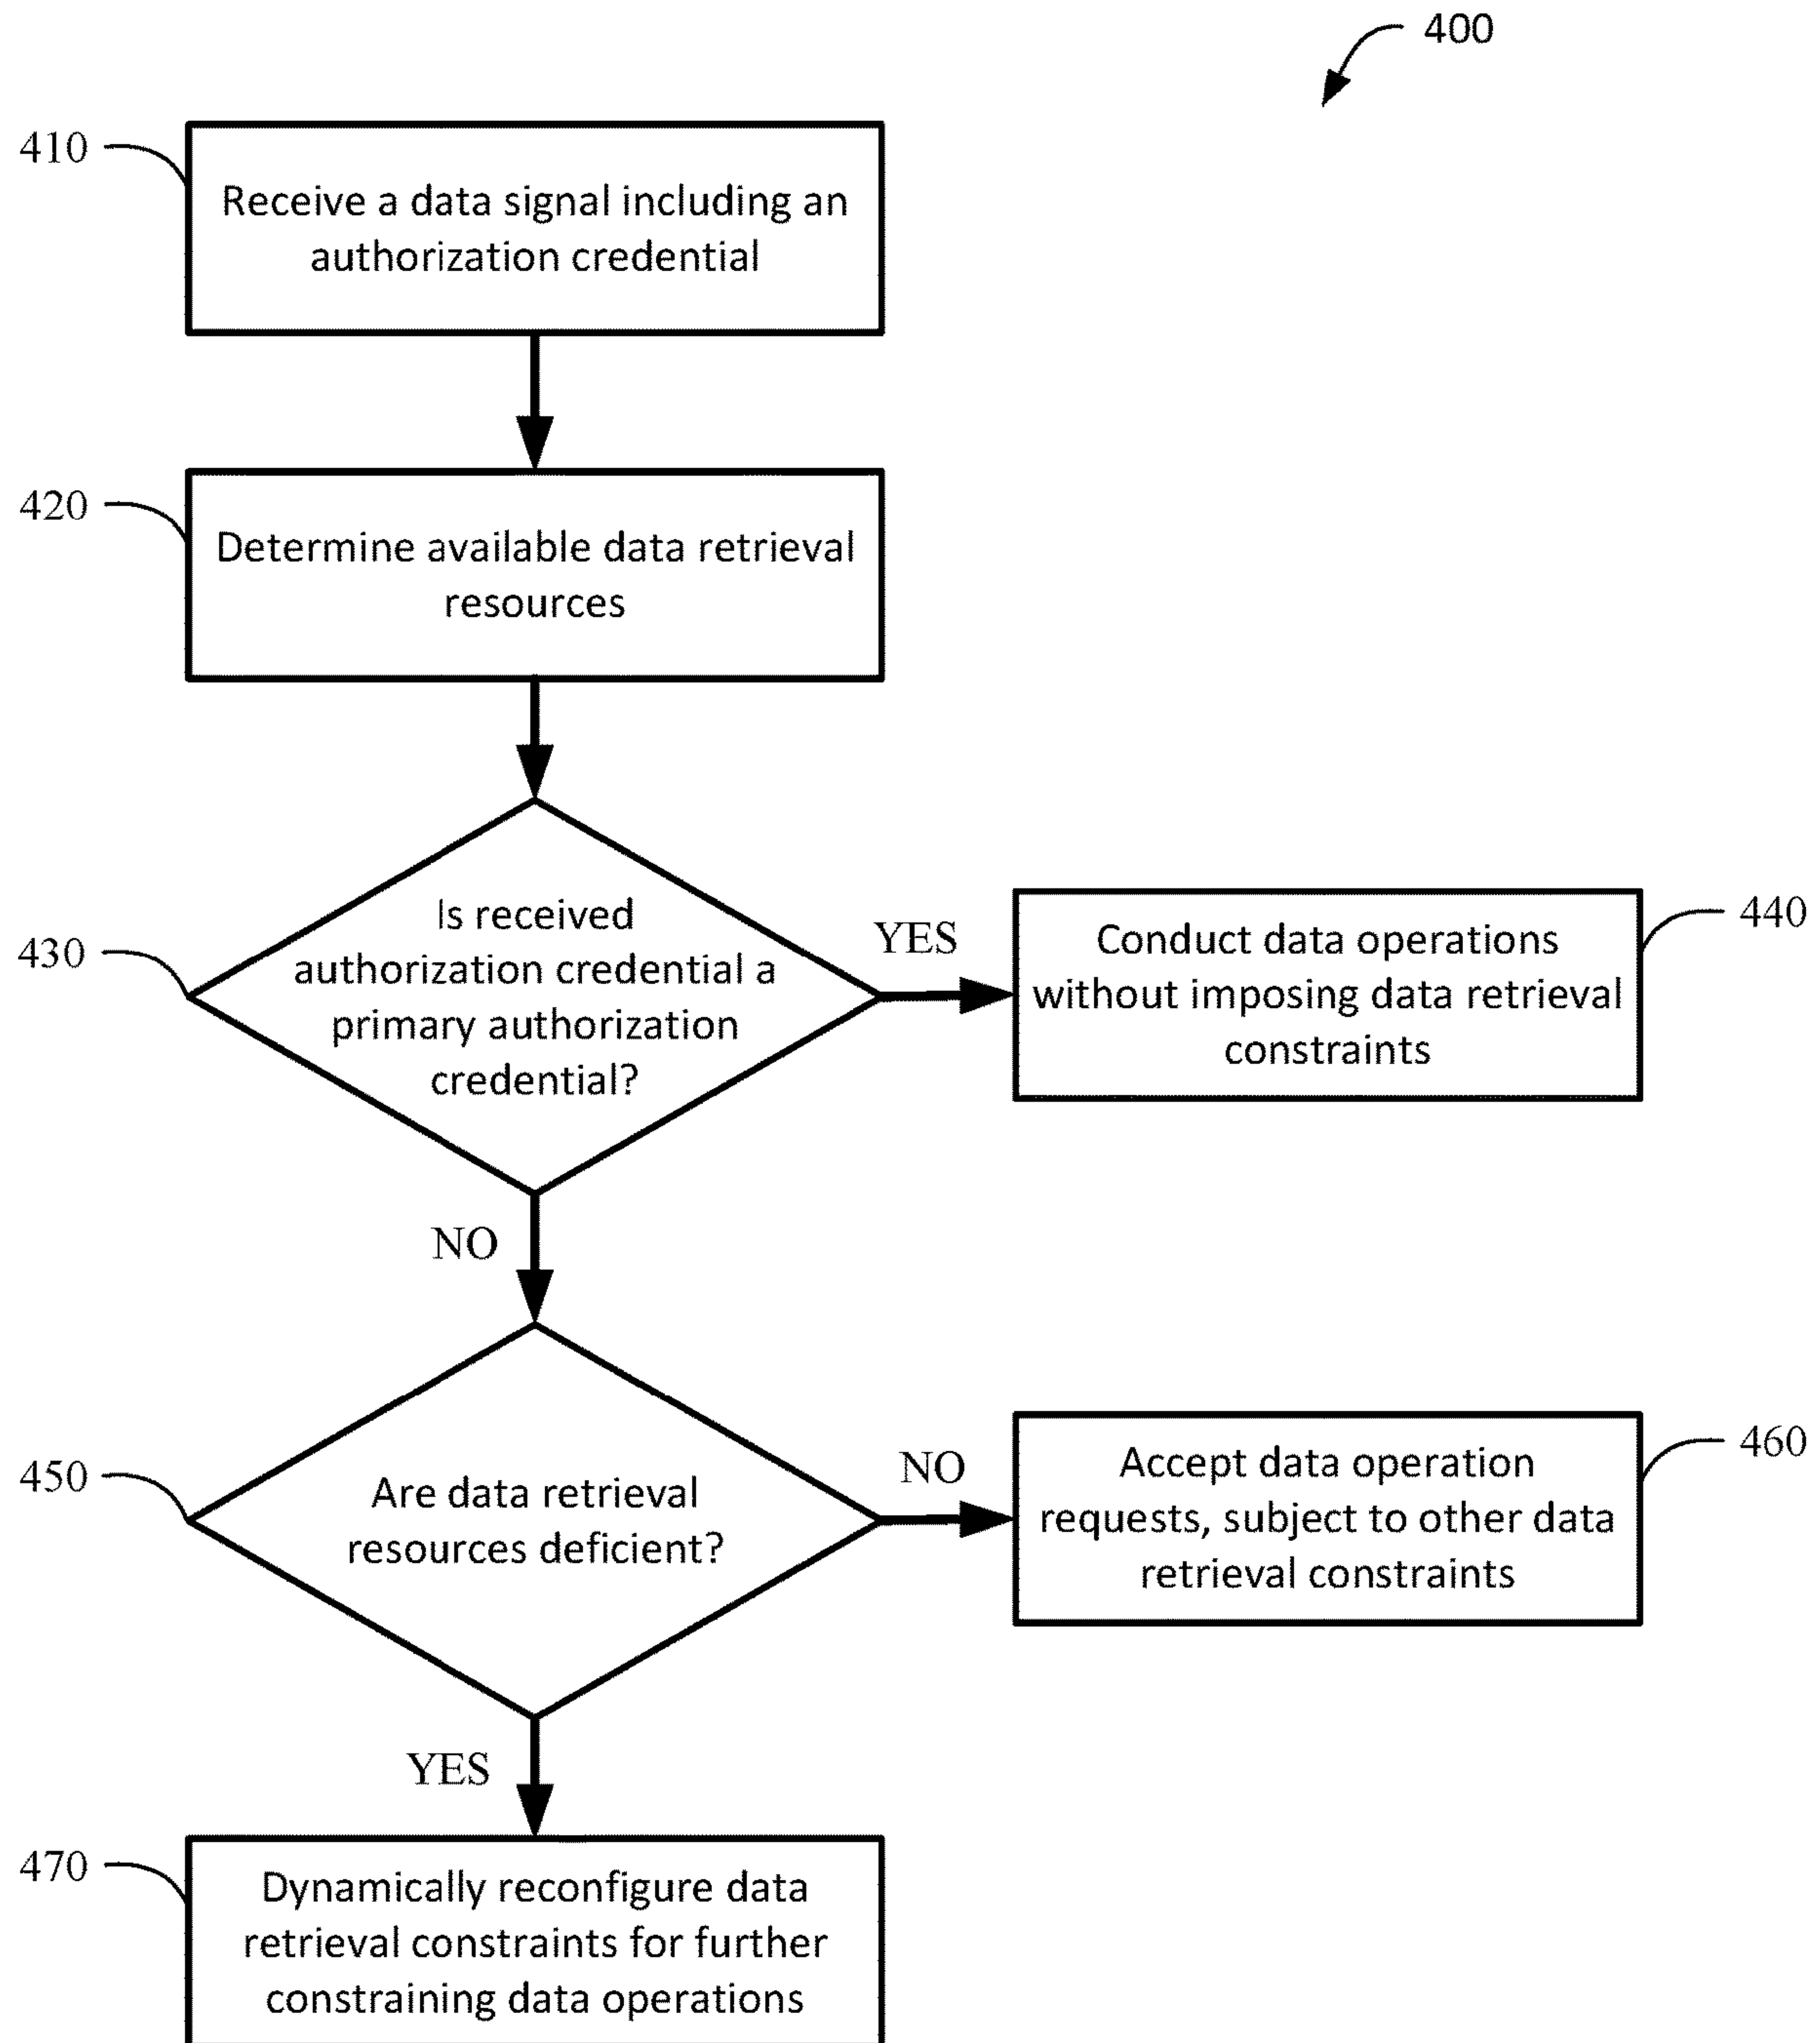 400
410
Receive a data signal including an
authorization credential
420
Determine available data retrieval
resources
430
Is received
authorization credential a
primary authorization
credential?
YES
440
Conduct data operations
without imposing data retrieval
constraints
NO
450
Are data retrieval
resources deficient?
NO
460
Accept data operation
requests, subject to other data
retrieval constraints
YES
470
Dynamically reconfigure data
retrieval constraints for further
constraining data operations